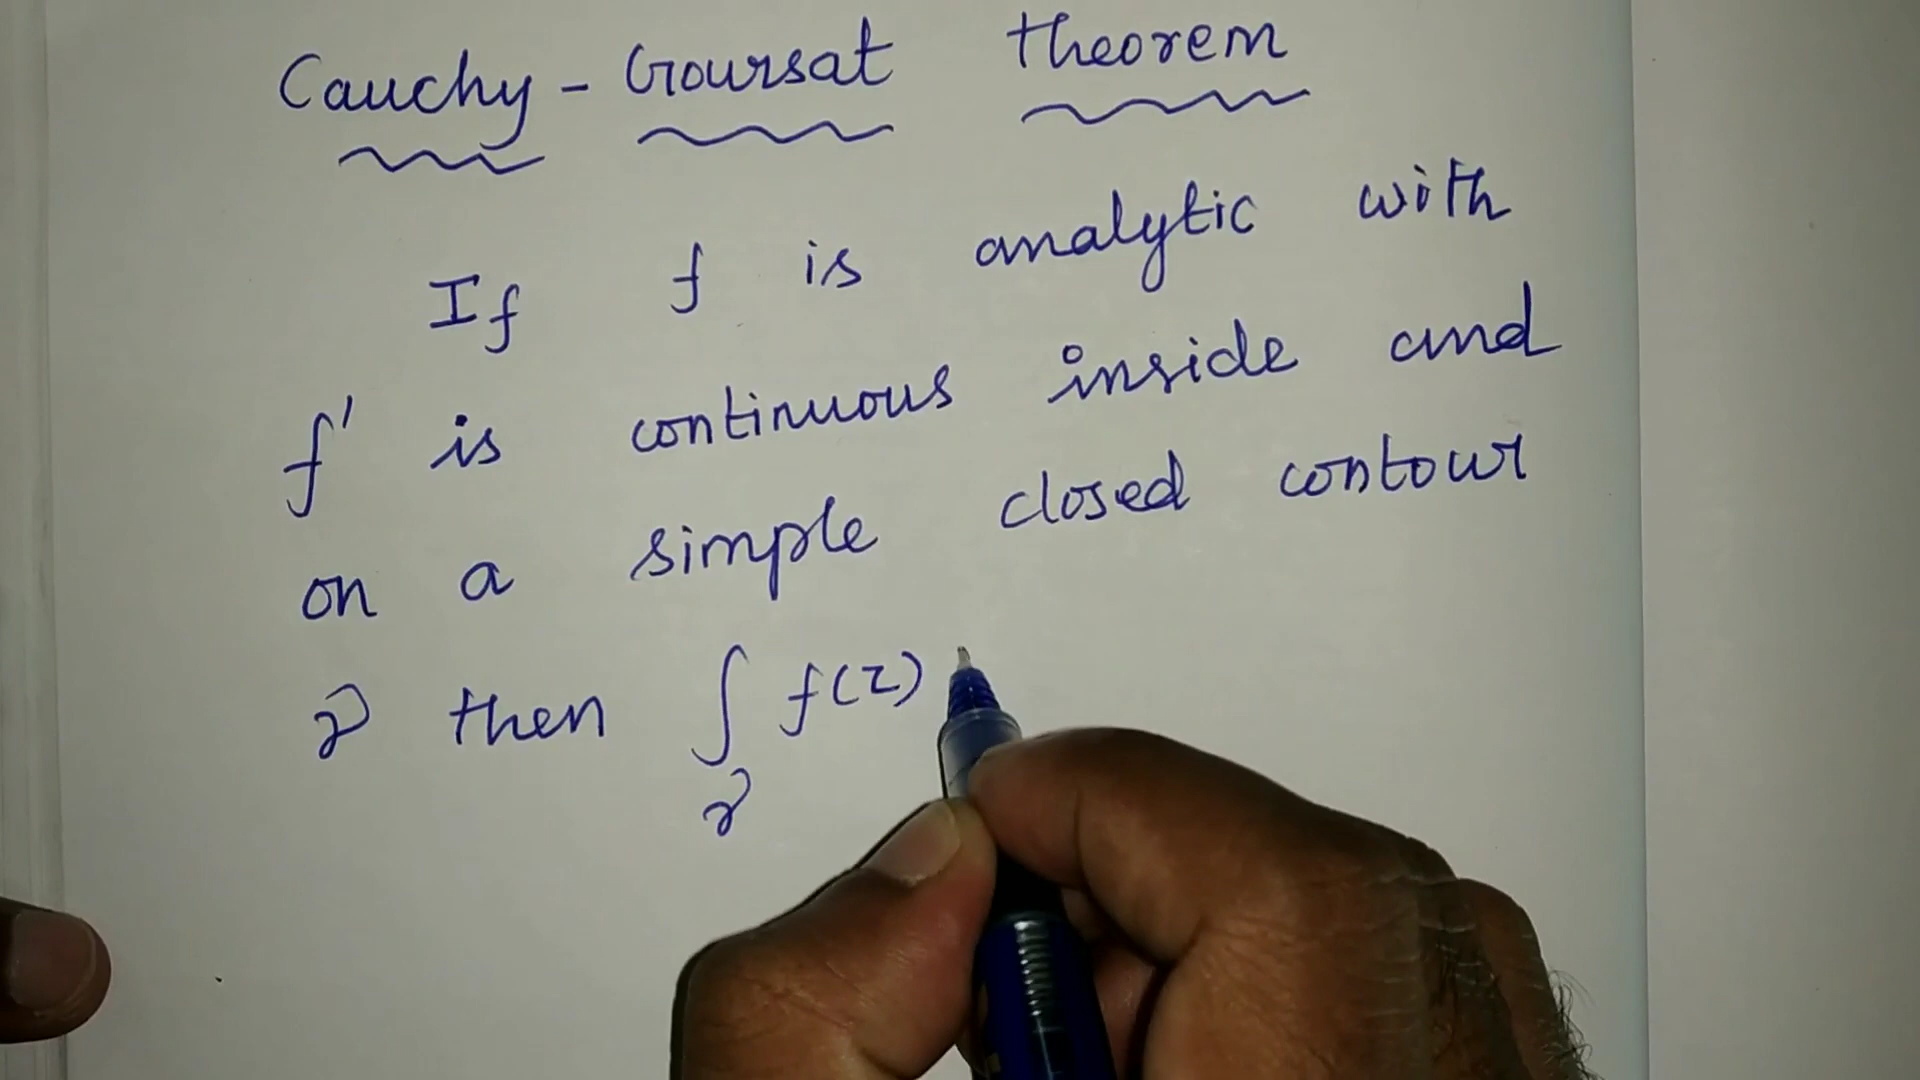 Cauchy - Goursat theorem
If f is analytic with
f' is continuous inside and
on a simple closed contour
γ then ∫ f(z)
γ